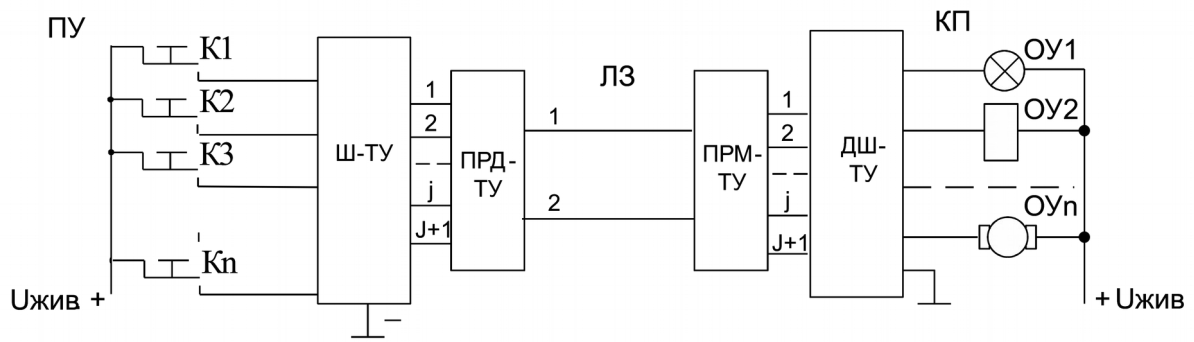 ПУ
КП
К1
К2
К3
Кn
Uжив +
Ш-ТУ
–
1
2
j
J+1
ПРД-
ТУ
ЛЗ
1
2
ПРМ-
ТУ
1
2
j
J+1
ДШ-
ТУ
ОУ1
ОУ2
ОУn
+ Uжив